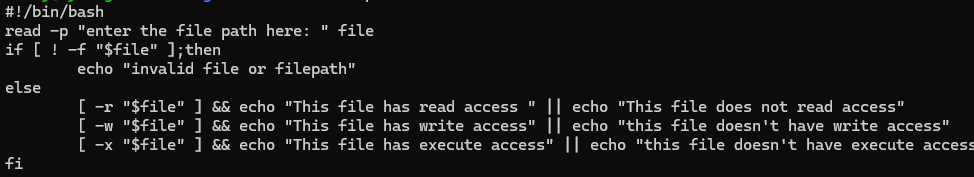 #!/bin/bash
read -p "enter the file path here: " file
if [ ! -f "$file" ];then
        echo "invalid file or filepath"
else
        [ -r "$file" ] && echo "This file has read access " || echo "This file does not read access"
        [ -w "$file" ] && echo "This file has write access" || echo "this file doesn't have write access"
        [ -x "$file" ] && echo "This file has execute access" || echo "this file doesn't have execute access
fi